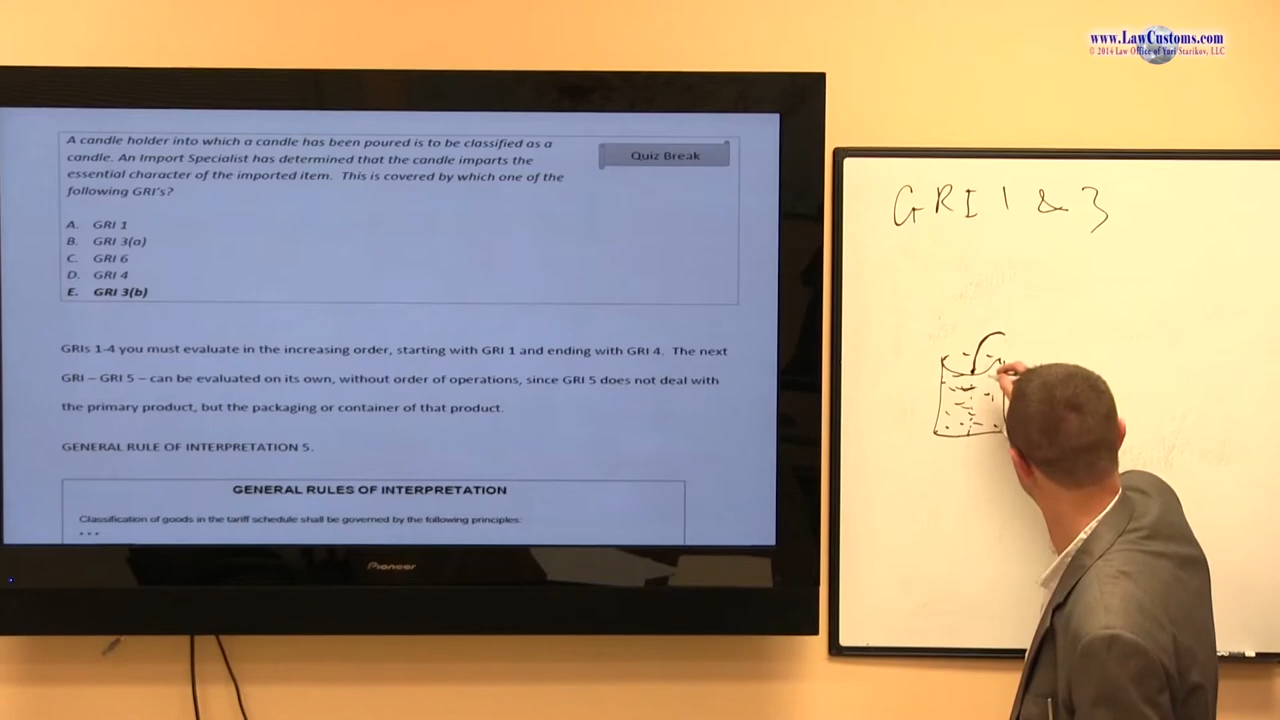 www.LawCustoms.com
© 2014 Law Office of Yuri Starikov, LLC
A candle holder into which a candle has been poured is to be classified as a
candle. An Import Specialist has determined that the candle imparts the
essential character of the imported item. This is covered by which one of the
following GRI's?
Quiz Break
A. GRI 1
B. GRI 3(a)
C. GRI 6
D. GRI 4
E. GRI 3(b)
GRIs 1-4 you must evaluate in the increasing order, starting with GRI 1 and ending with GRI 4. The next
GRI – GRI 5 – can be evaluated on its own, without order of operations, since GRI 5 does not deal with
the primary product, but the packaging or container of that product.
GENERAL RULE OF INTERPRETATION 5.
GENERAL RULES OF INTERPRETATION
Classification of goods in the tariff schedule shall be governed by the following principles:
* * *
Pioneer
GRI 1 & 3